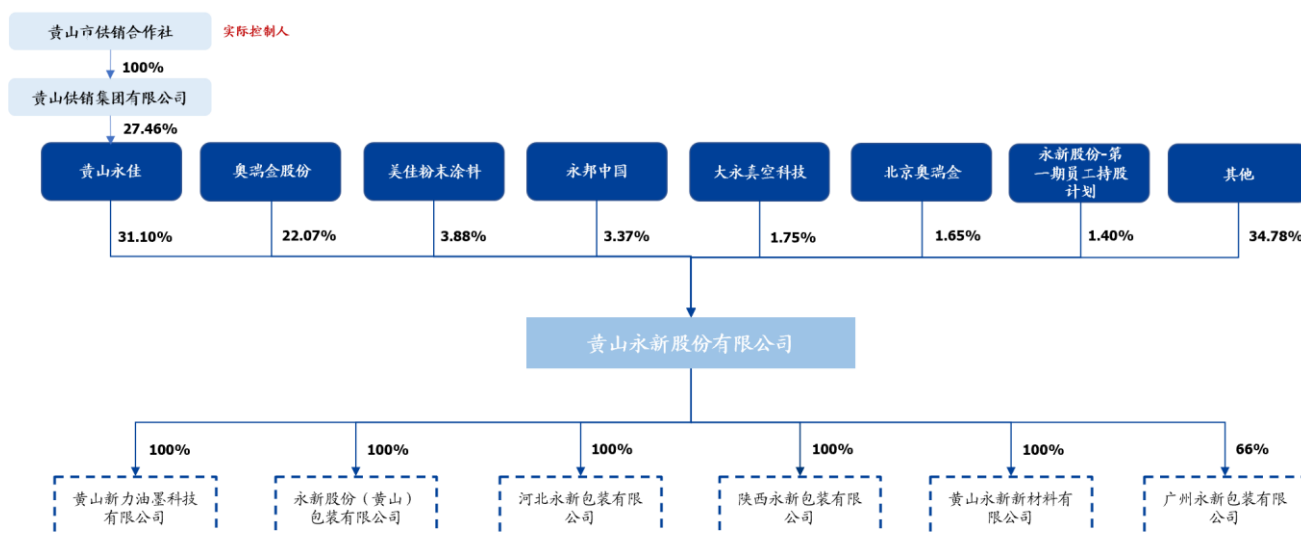 黄山市供销合作社
实际控制人
100%
黄山供销集团有限公司
27.46%
黄山永佳
奥瑞金股份
美佳粉末涂料
永邦中国
大永真空科技
北京奥瑞金
永新股份-第
一期员工持股
计划
其他
31.10%
22.07%
3.88%
3.37%
1.75%
1.65%
1.40%
34.78%
黄山永新股份有限公司
100%
100%
100%
100%
100%
66%
黄山新力油墨科技
有限公司
永新股份（黄山）
包装有限公司
河北永新包装有限
公司
陕西永新包装有限
公司
黄山永新新材料有
限公司
广州永新包装有限
公司